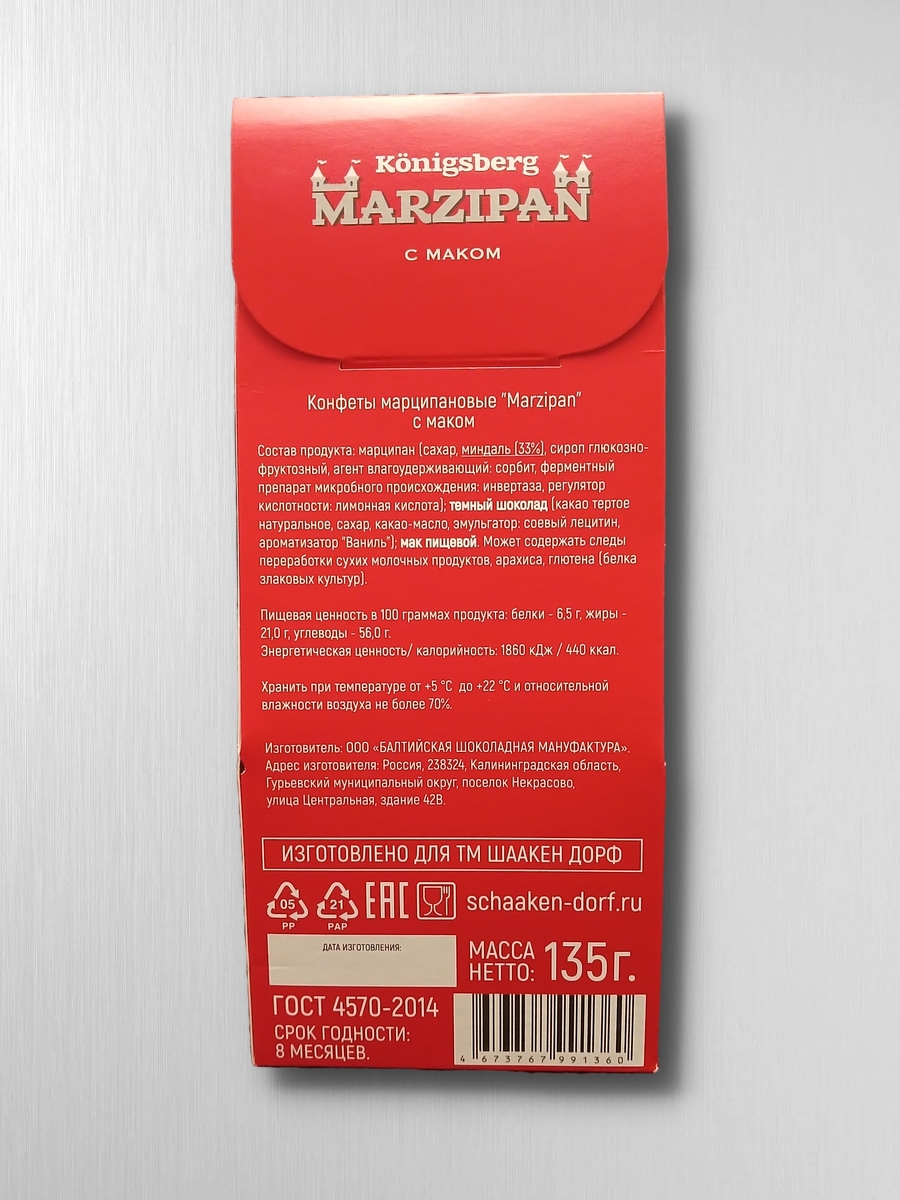 Königsberg
MARZIPAN
С МАКОМ
Конфеты марципановые "Marzipan"
с маком
Состав продукта: марципан (сахар, миндаль (33%), сироп глюкозно-
фруктозный, агент влагоудерживающий: сорбит, ферментный
препарат микробного происхождения: инвертаза, регулятор
кислотности: лимонная кислота); темный шоколад (какао тертое
натуральное, сахар, какао-масло, эмульгатор: соевый лецитин,
ароматизатор "Ваниль"); мак пищевой. Может содержать следы
переработки сухих молочных продуктов, арахиса, глютена (белка
злаковых культур).
Пищевая ценность в 100 граммах продукта: белки - 6,5 г, жиры -
21,0 г, углеводы - 56,0 г.
Энергетическая ценность/ калорийность: 1860 кДж / 440 ккал.
Хранить при температуре от +5 °С до +22 °С и относительной
влажности воздуха не более 70%.
Изготовитель: ООО «БАЛТИЙСКАЯ ШОКОЛАДНАЯ МАНУФАКТУРА».
Адрес изготовителя: Россия, 238324, Калининградская область,
Гурьевский муниципальный округ, поселок Некрасово,
улица Центральная, здание 42В.
ИЗГОТОВЛЕНО ДЛЯ ТМ ШААКЕН ДОРФ
05 21 EAC schaaken-dorf.ru
PP PAP
ДАТА ИЗГОТОВЛЕНИЯ:
МАССА
НЕТТО: 135г.
ГОСТ 4570-2014
СРОК ГОДНОСТИ:
8 МЕСЯЦЕВ.
4 673767 991360